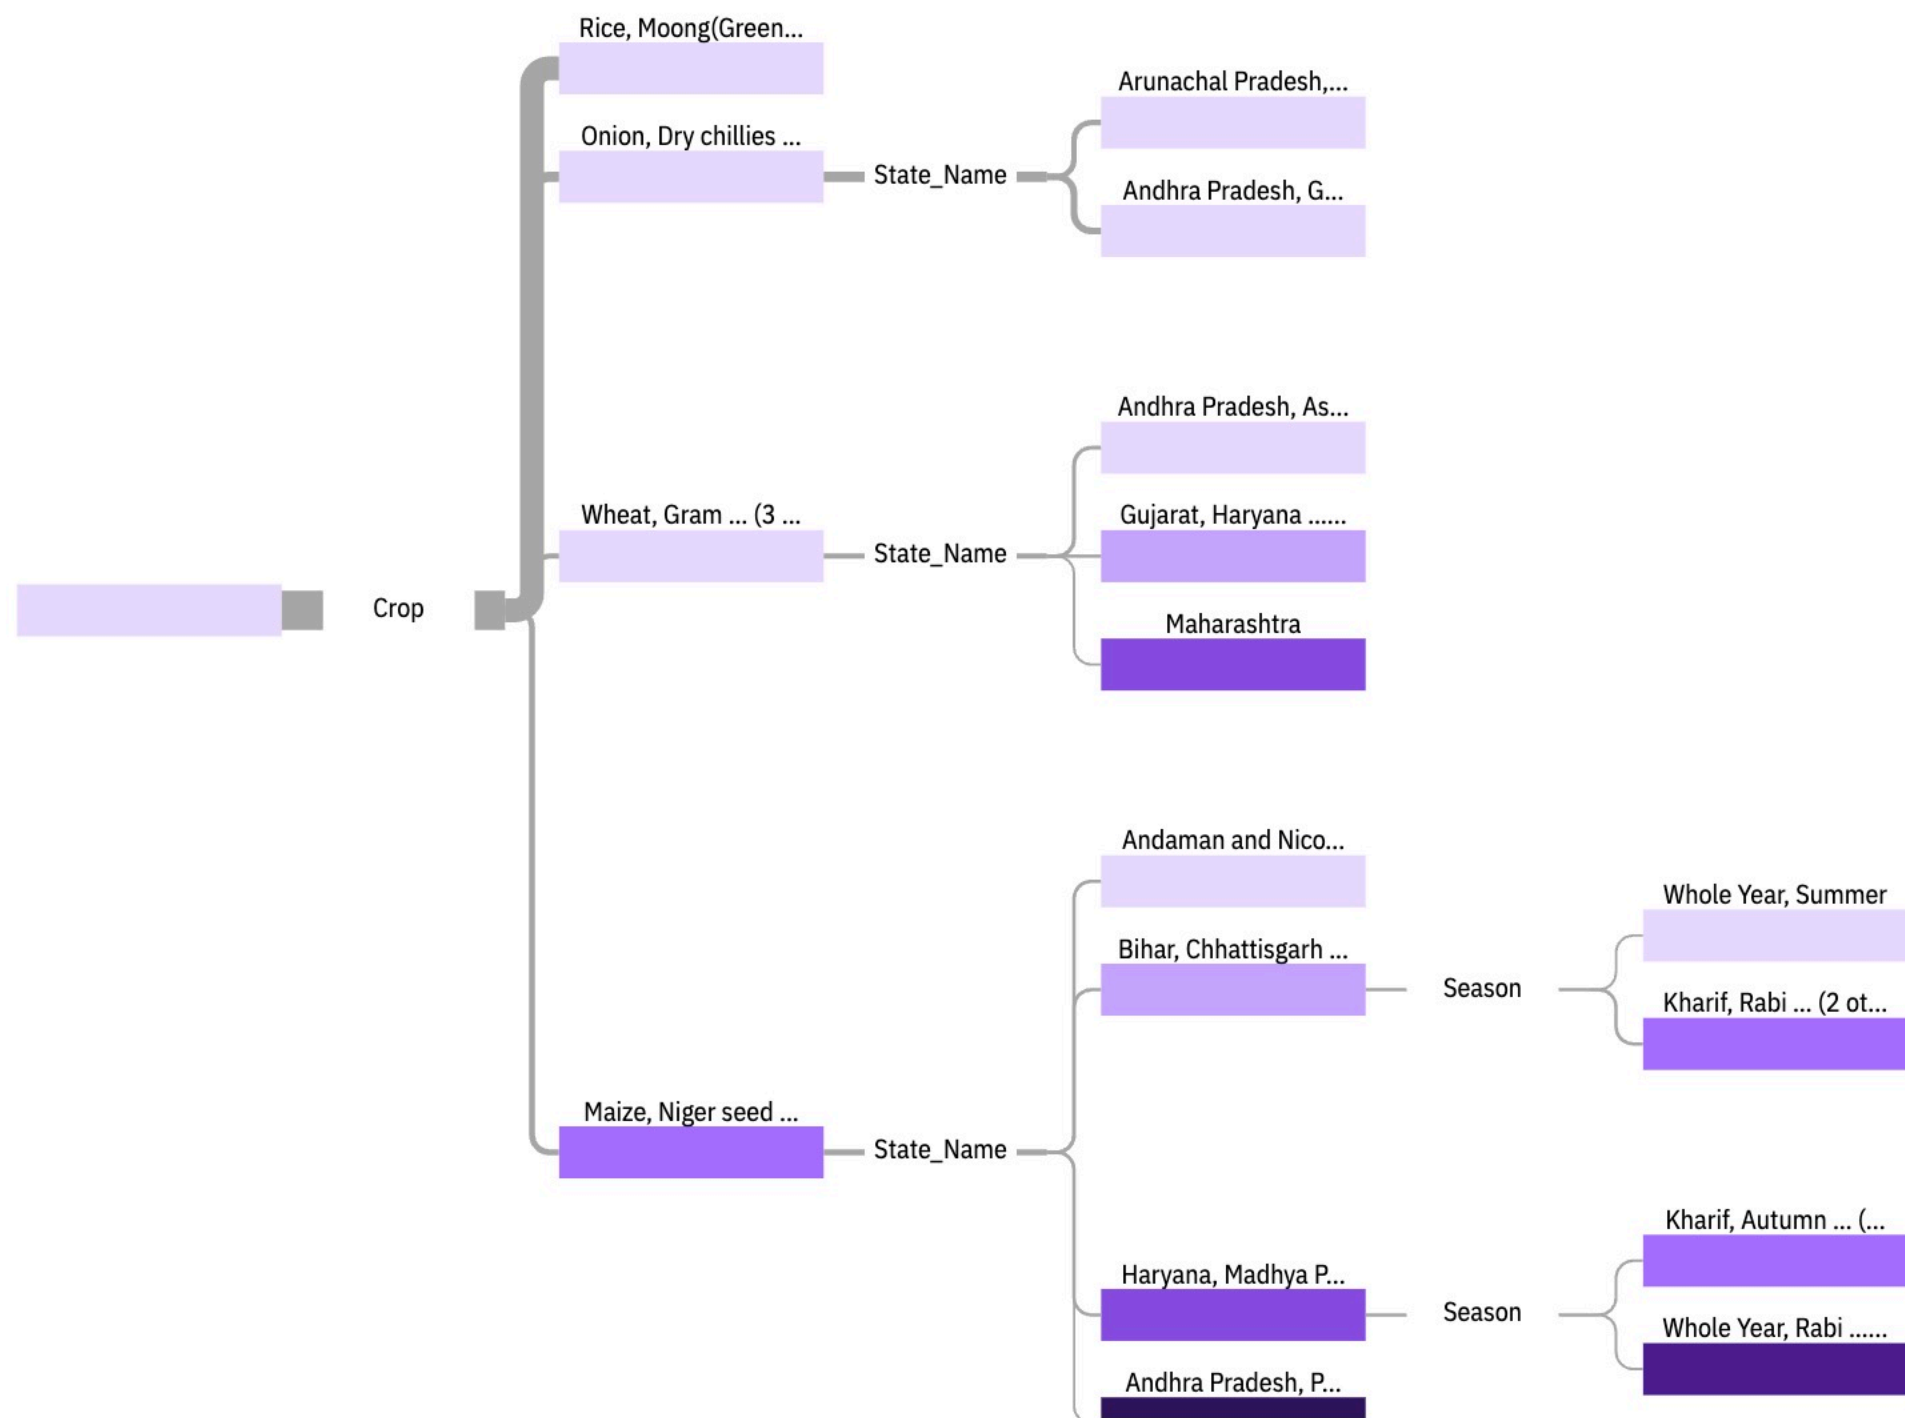 Rice, Moong(Green...
Arunachal Pradesh,...
Onion, Dry chillies ...
State_Name
Andhra Pradesh, G...
Andhra Pradesh, As...
Wheat, Gram ... (3 ...
State_Name
Gujarat, Haryana ......
Crop
Maharashtra
Andaman and Nico...
Whole Year, Summer
Bihar, Chhattisgarh ...
Season
Kharif, Rabi ... (2 ot...
Maize, Niger seed ...
State_Name
Kharif, Autumn ... (...
Haryana, Madhya P...
Season
Whole Year, Rabi ......
Andhra Pradesh, P...